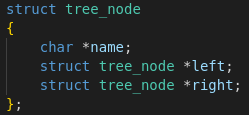 struct tree_node
{
    char *name;
    struct tree_node *left;
    struct tree_node *right;
};